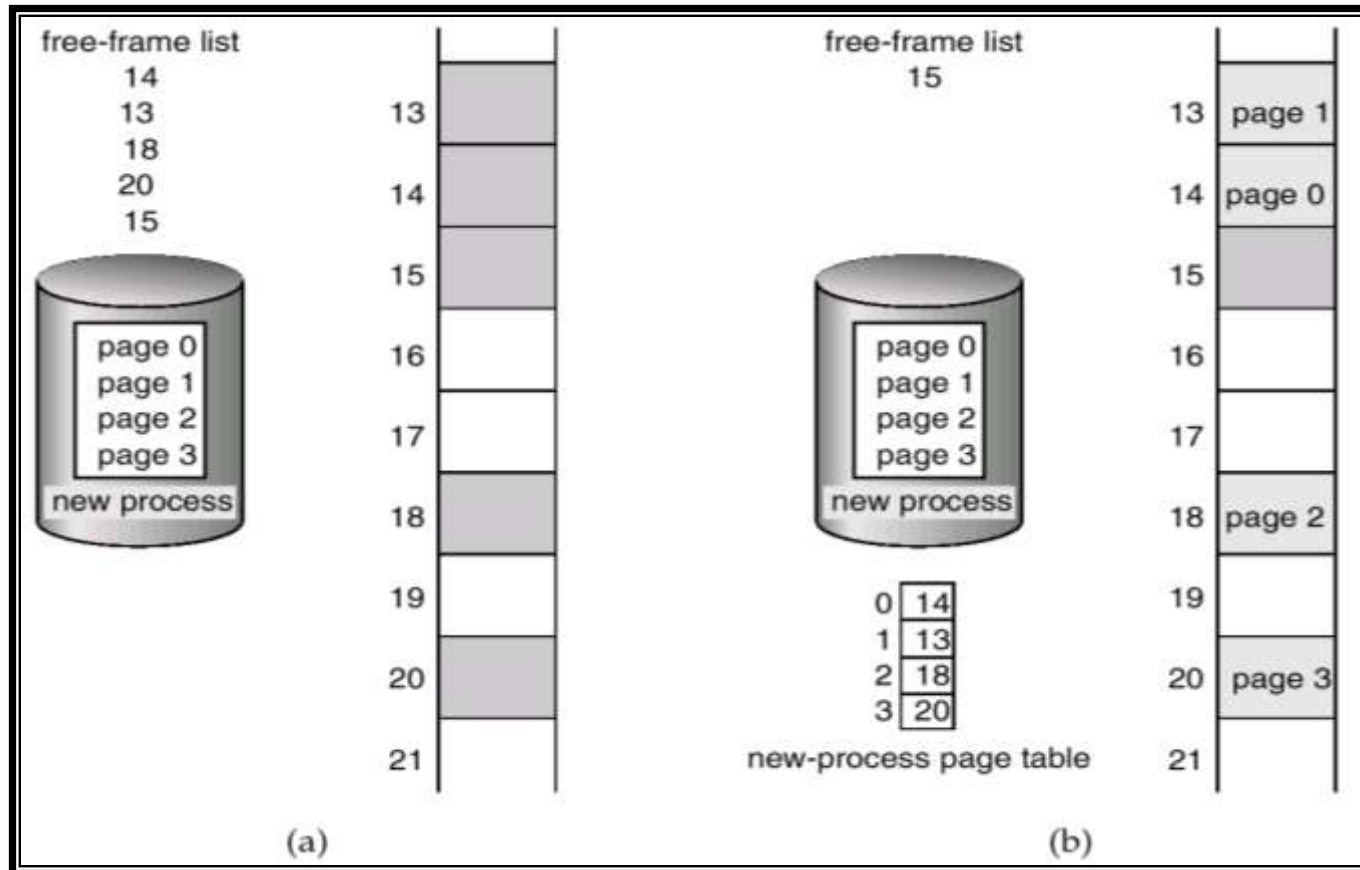 free-frame list
14
13
18
20
15
page 0
page 1
page 2
page 3
new process
13
14
15
16
17
18
19
20
21
(a)
free-frame list
15
page 0
page 1
page 2
page 3
new process
0 14
1 13
2 18
3 20
new-process page table
13 page 1
14 page 0
15
16
17
18 page 2
19
20 page 3
21
(b)